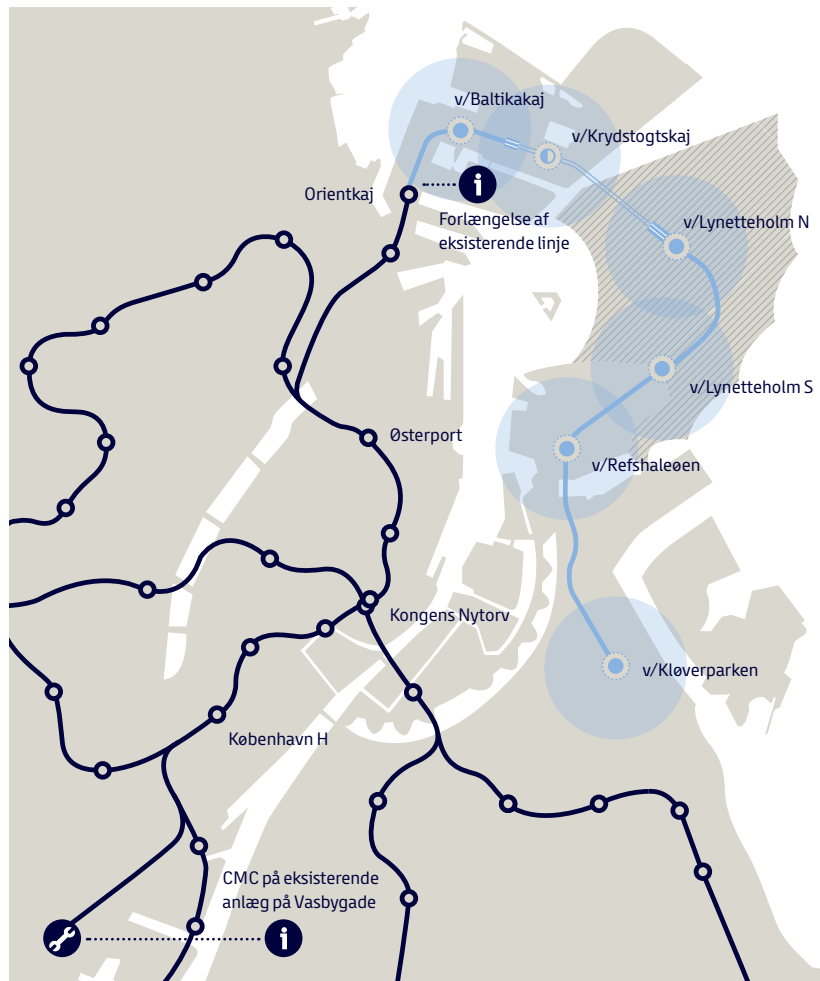 v/Baltikakaj
v/Krydstogtskaj
Orientkaj
i
Forlængelse af
eksisterende linje
v/Lynetteholm N
v/Lynetteholm S
Østerport
v/Refshaleøen
Kongens Nytorv
v/Kløverparken
København H
CMC på eksisterende
anlæg på Vasbygade
i